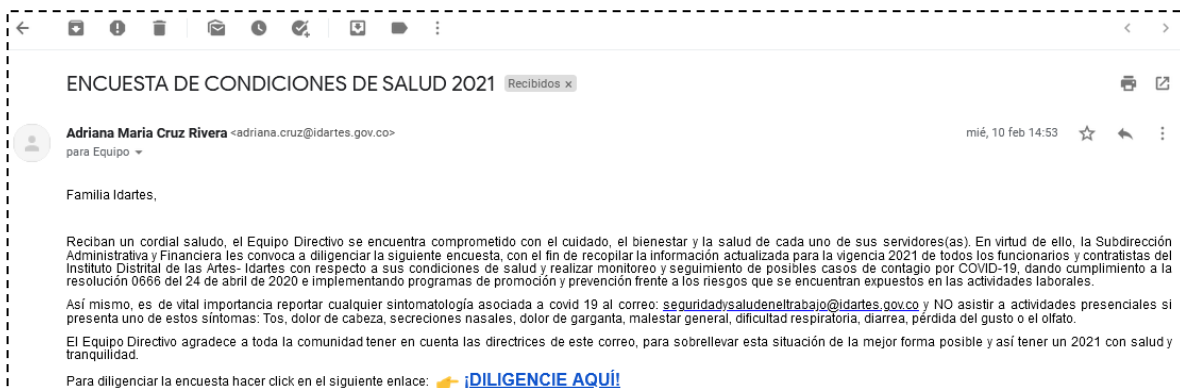 ENCUESTA DE CONDICIONES DE SALUD 2021 Recibidos x
Adriana Maria Cruz Rivera <adriana.cruz@idartes.gov.co> mié, 10 feb 14:53
para Equipo
Familia Idartes,
Reciban un cordial saludo, el Equipo Directivo se encuentra comprometido con el cuidado, el bienestar y la salud de cada uno de sus servidores(as). En virtud de ello, la Subdirección
Administrativa y Financiera les convoca a diligenciar la siguiente encuesta, con el fin de recopilar la información actualizada para la vigencia 2021 de todos los funcionarios y contratistas del
Instituto Distrital de las Artes- Idartes con respecto a sus condiciones de salud y realizar monitoreo y seguimiento de posibles casos de contagio por COVID-19, dando cumplimiento a la
resolución 0666 del 24 de abril de 2020 e implementando programas de promoción y prevención frente a los riesgos que se encuentran expuestos en las actividades laborales.
Así mismo, es de vital importancia reportar cualquier sintomatología asociada a covid 19 al correo: seguridadysaludeneltrabajo@idartes.gov.co y NO asistir a actividades presenciales si
presenta uno de estos síntomas: Tos, dolor de cabeza, secreciones nasales, dolor de garganta, malestar general, dificultad respiratoria, diarrea, pérdida del gusto o el olfato.
El Equipo Directivo agradece a toda la comunidad tener en cuenta las directrices de este correo, para sobrellevar esta situación de la mejor forma posible y así tener un 2021 con salud y
tranquilidad.
Para diligenciar la encuesta hacer click en el siguiente enlace: 👉 ¡DILIGENCIE AQUÍ!